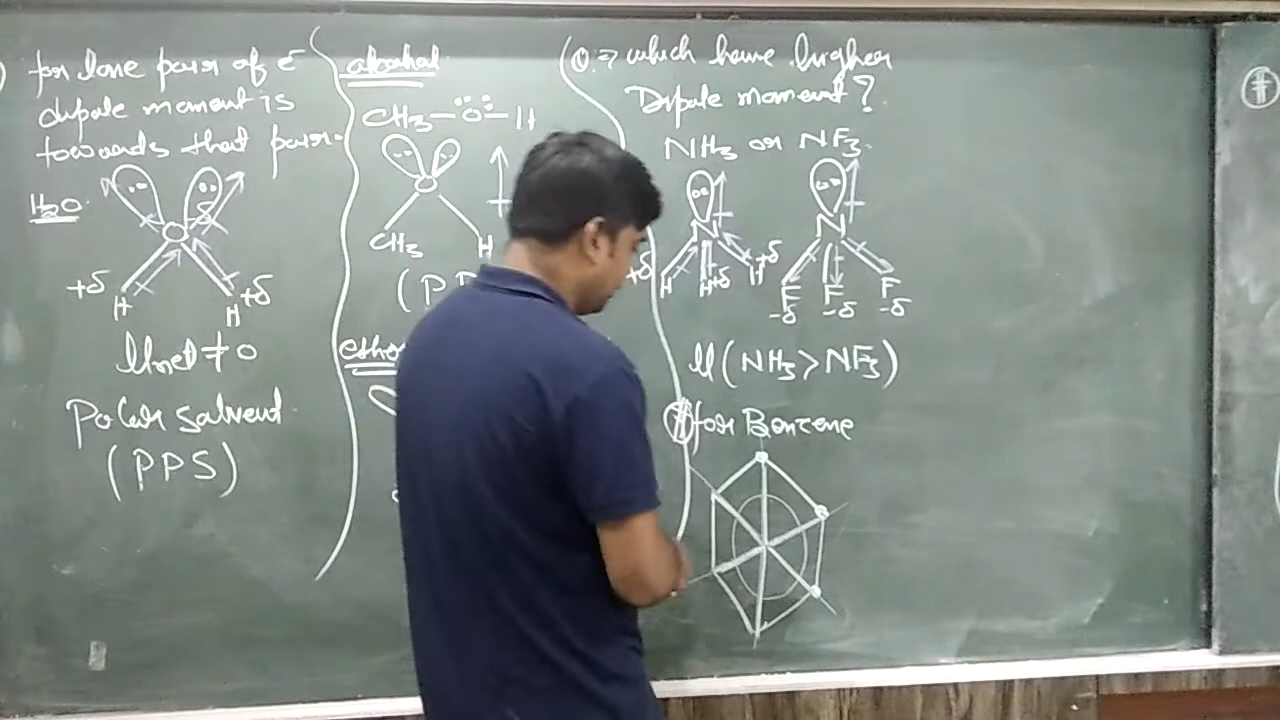 for lone pair of e-
dipole moment is
towards that pair.
H2O
+δ H H +δ
μnet ≠ 0
Polar solvent
(PPS)
alcohol
CH3—O—H
CH3 H
(PP
Q. ⇒ which have higher
Dipole moment?
NH3 or NF3.
N N
+δ H H +δ H +δ F F F
-δ -δ -δ
μ(NH3 > NF3)
# for Benzene
#